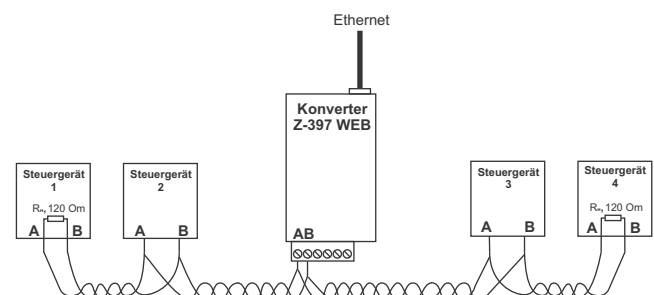 Ethernet
Konverter
Z-397 WEB
AB
Steuergerät
1
R, 120 Om
A B
Steuergerät
2
A B
Steuergerät
3
A B
Steuergerät
4
R, 120 Om
A B